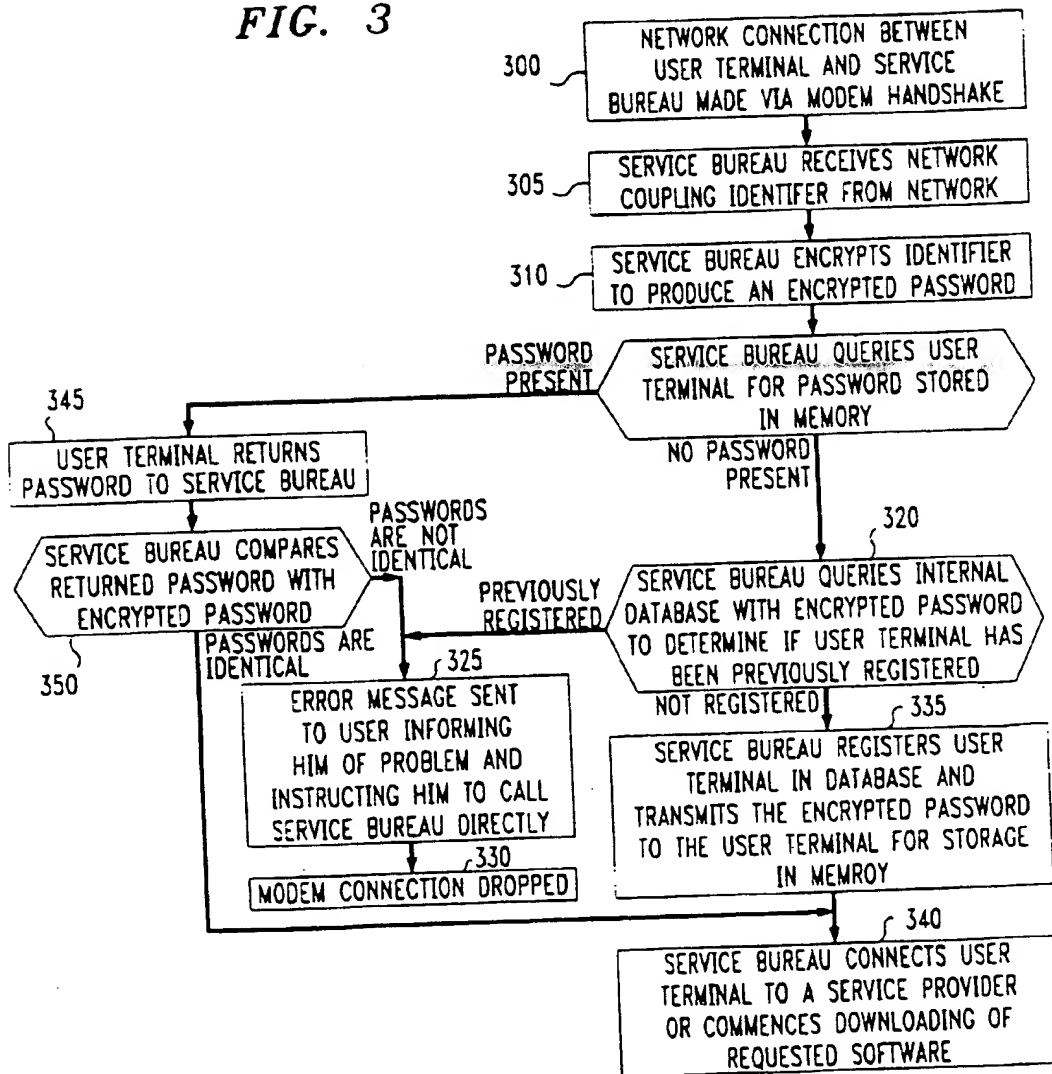 FIG. 3
300
NETWORK CONNECTION BETWEEN
USER TERMINAL AND SERVICE
BUREAU MADE VIA MODEM HANDSHAKE
305
SERVICE BUREAU RECEIVES NETWORK
COUPLING IDENTIFER FROM NETWORK
310
SERVICE BUREAU ENCRYPTS IDENTIFIER
TO PRODUCE AN ENCRYPTED PASSWORD
PASSWORD
PRESENT
SERVICE BUREAU QUERIES USER
TERMINAL FOR PASSWORD STORED
IN MEMORY
NO PASSWORD
PRESENT
345
USER TERMINAL RETURNS
PASSWORD TO SERVICE BUREAU
SERVICE BUREAU COMPARES
RETURNED PASSWORD WITH
ENCRYPTED PASSWORD
350
PASSWORDS
ARE NOT
IDENTICAL
PASSWORDS ARE
IDENTICAL
320
SERVICE BUREAU QUERIES INTERNAL
DATABASE WITH ENCRYPTED PASSWORD
TO DETERMINE IF USER TERMINAL HAS
BEEN PREVIOUSLY REGISTERED
PREVIOUSLY
REGISTERED
NOT REGISTERED
325
ERROR MESSAGE SENT
TO USER INFORMING
HIM OF PROBLEM AND
INSTRUCTING HIM TO CALL
SERVICE BUREAU DIRECTLY
330
MODEM CONNECTION DROPPED
335
SERVICE BUREAU REGISTERS USER
TERMINAL IN DATABASE AND
TRANSMITS THE ENCRYPTED PASSWORD
TO THE USER TERMINAL FOR STORAGE
IN MEMROY
340
SERVICE BUREAU CONNECTS USER
TERMINAL TO A SERVICE PROVIDER
OR COMMENCES DOWNLOADING OF
REQUESTED SOFTWARE